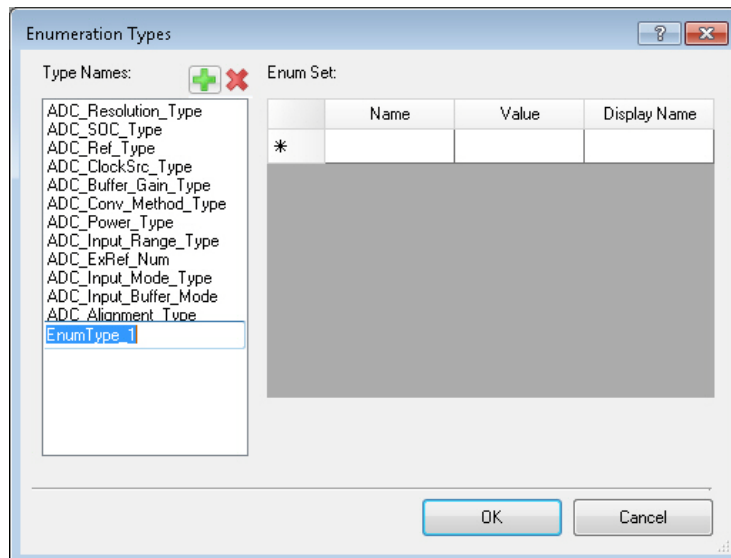 Enumeration Types
Type Names:
Enum Set:
ADC_Resolution_Type
ADC_SOC_Type
ADC_Ref_Type
ADC_ClockSrc_Type
ADC_Buffer_Gain_Type
ADC_Conv_Method_Type
ADC_Power_Type
ADC_Input_Range_Type
ADC_ExRef_Num
ADC_Input_Mode_Type
ADC_Input_Buffer_Mode
ADC_Alignment_Type
EnumType_1
Name Value Display Name
OK Cancel